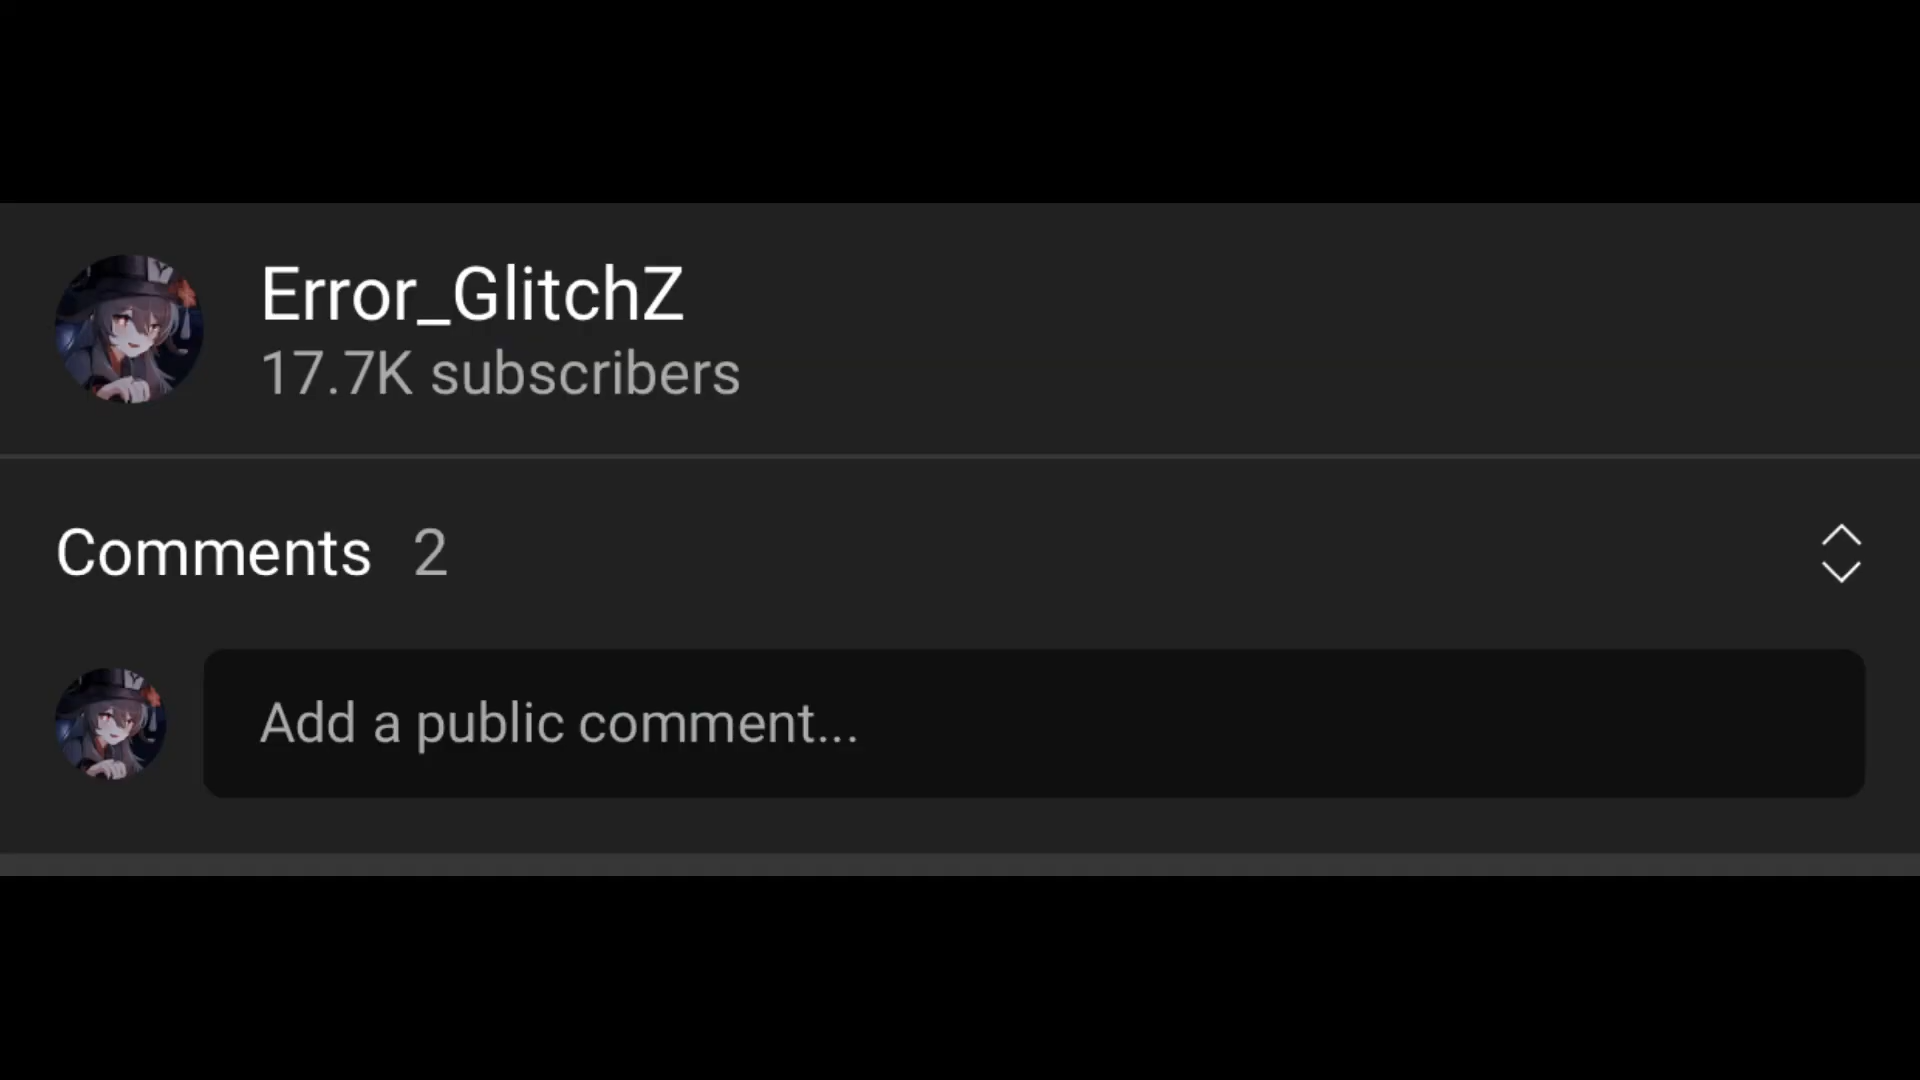 Error_GlitchZ
17.7K subscribers
Comments 2
Add a public comment...